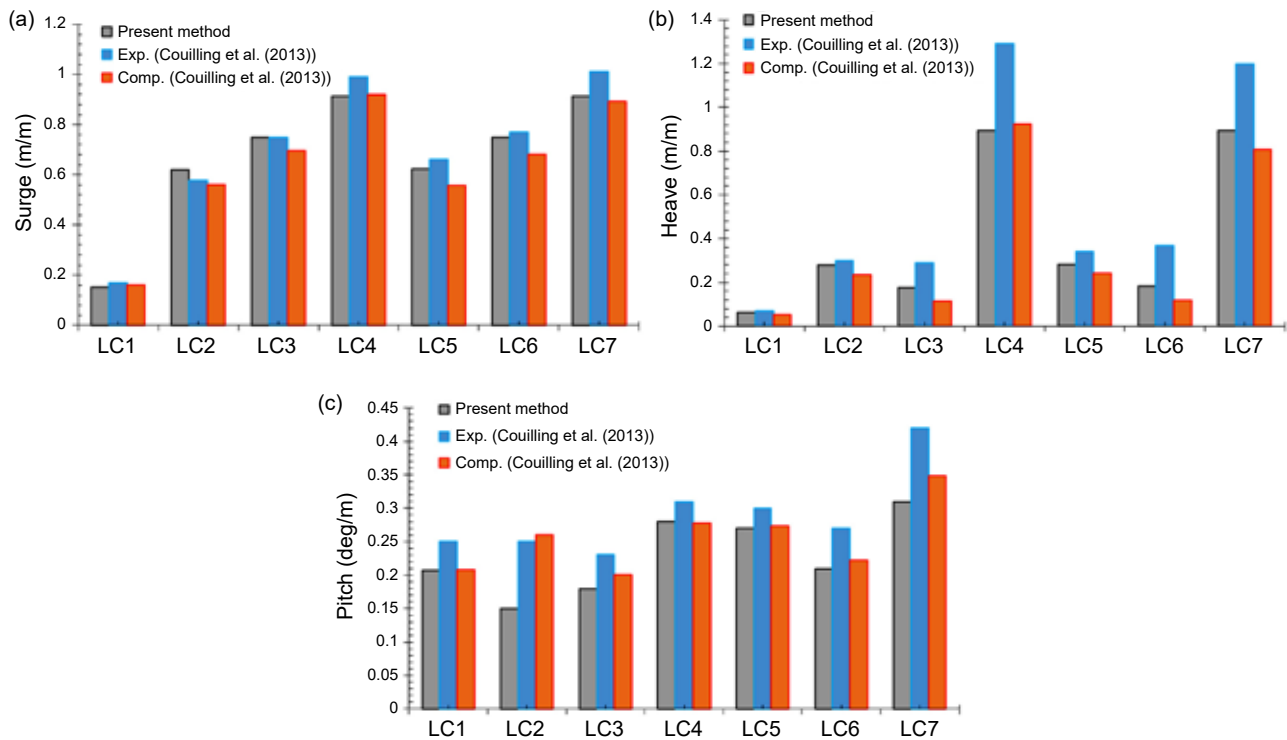 (a)
1.2
1
0.8
0.6
0.4
0.2
0
Surge (m/m)
Present method
Exp. (Couilling et al. (2013))
Comp. (Couilling et al. (2013))
LC1 LC2 LC3 LC4 LC5 LC6 LC7
(b)
1.4
1.2
1
0.8
0.6
0.4
0.2
0
Heave (m/m)
Present method
Exp. (Couilling et al. (2013))
Comp. (Couilling et al. (2013))
LC1 LC2 LC3 LC4 LC5 LC6 LC7
(c)
0.45
0.4
0.35
0.3
0.25
0.2
0.15
0.1
0.05
0
Pitch (deg/m)
Present method
Exp. (Couilling et al. (2013))
Comp. (Couilling et al. (2013))
LC1 LC2 LC3 LC4 LC5 LC6 LC7